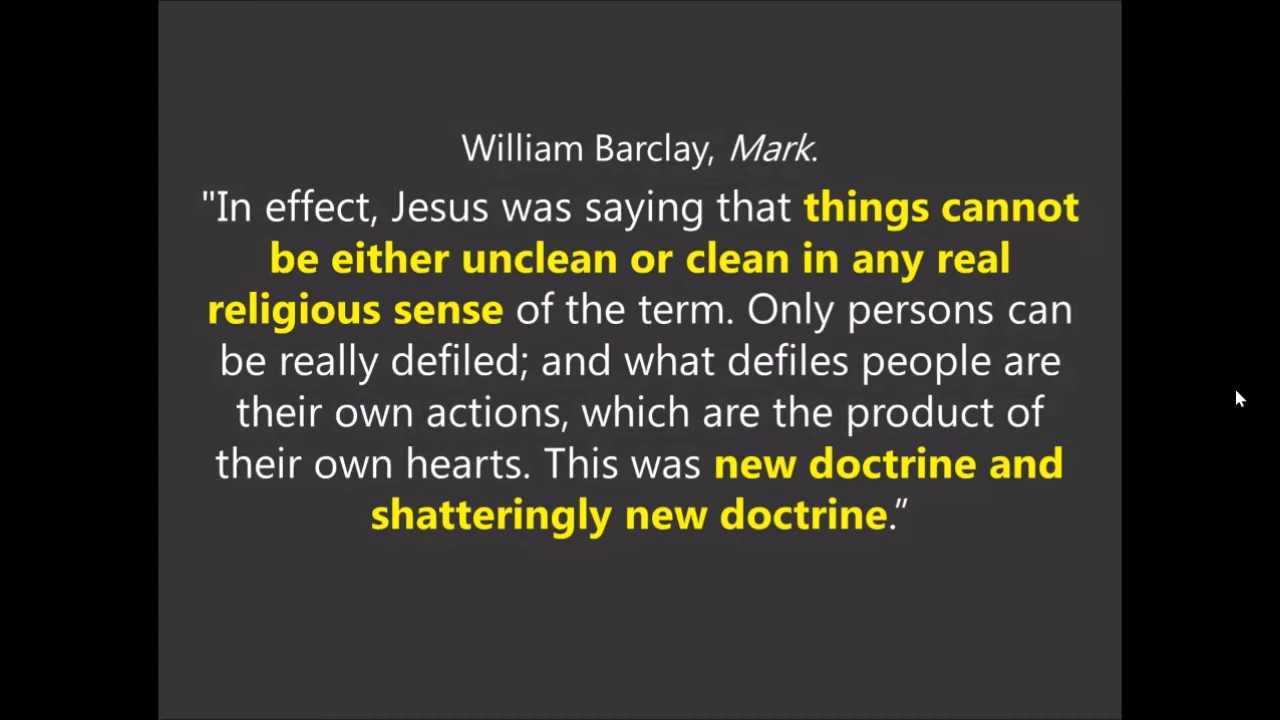 William Barclay, Mark.
"In effect, Jesus was saying that things cannot
be either unclean or clean in any real
religious sense of the term. Only persons can
be really defiled; and what defiles people are
their own actions, which are the product of
their own hearts. This was new doctrine and
shatteringly new doctrine.”